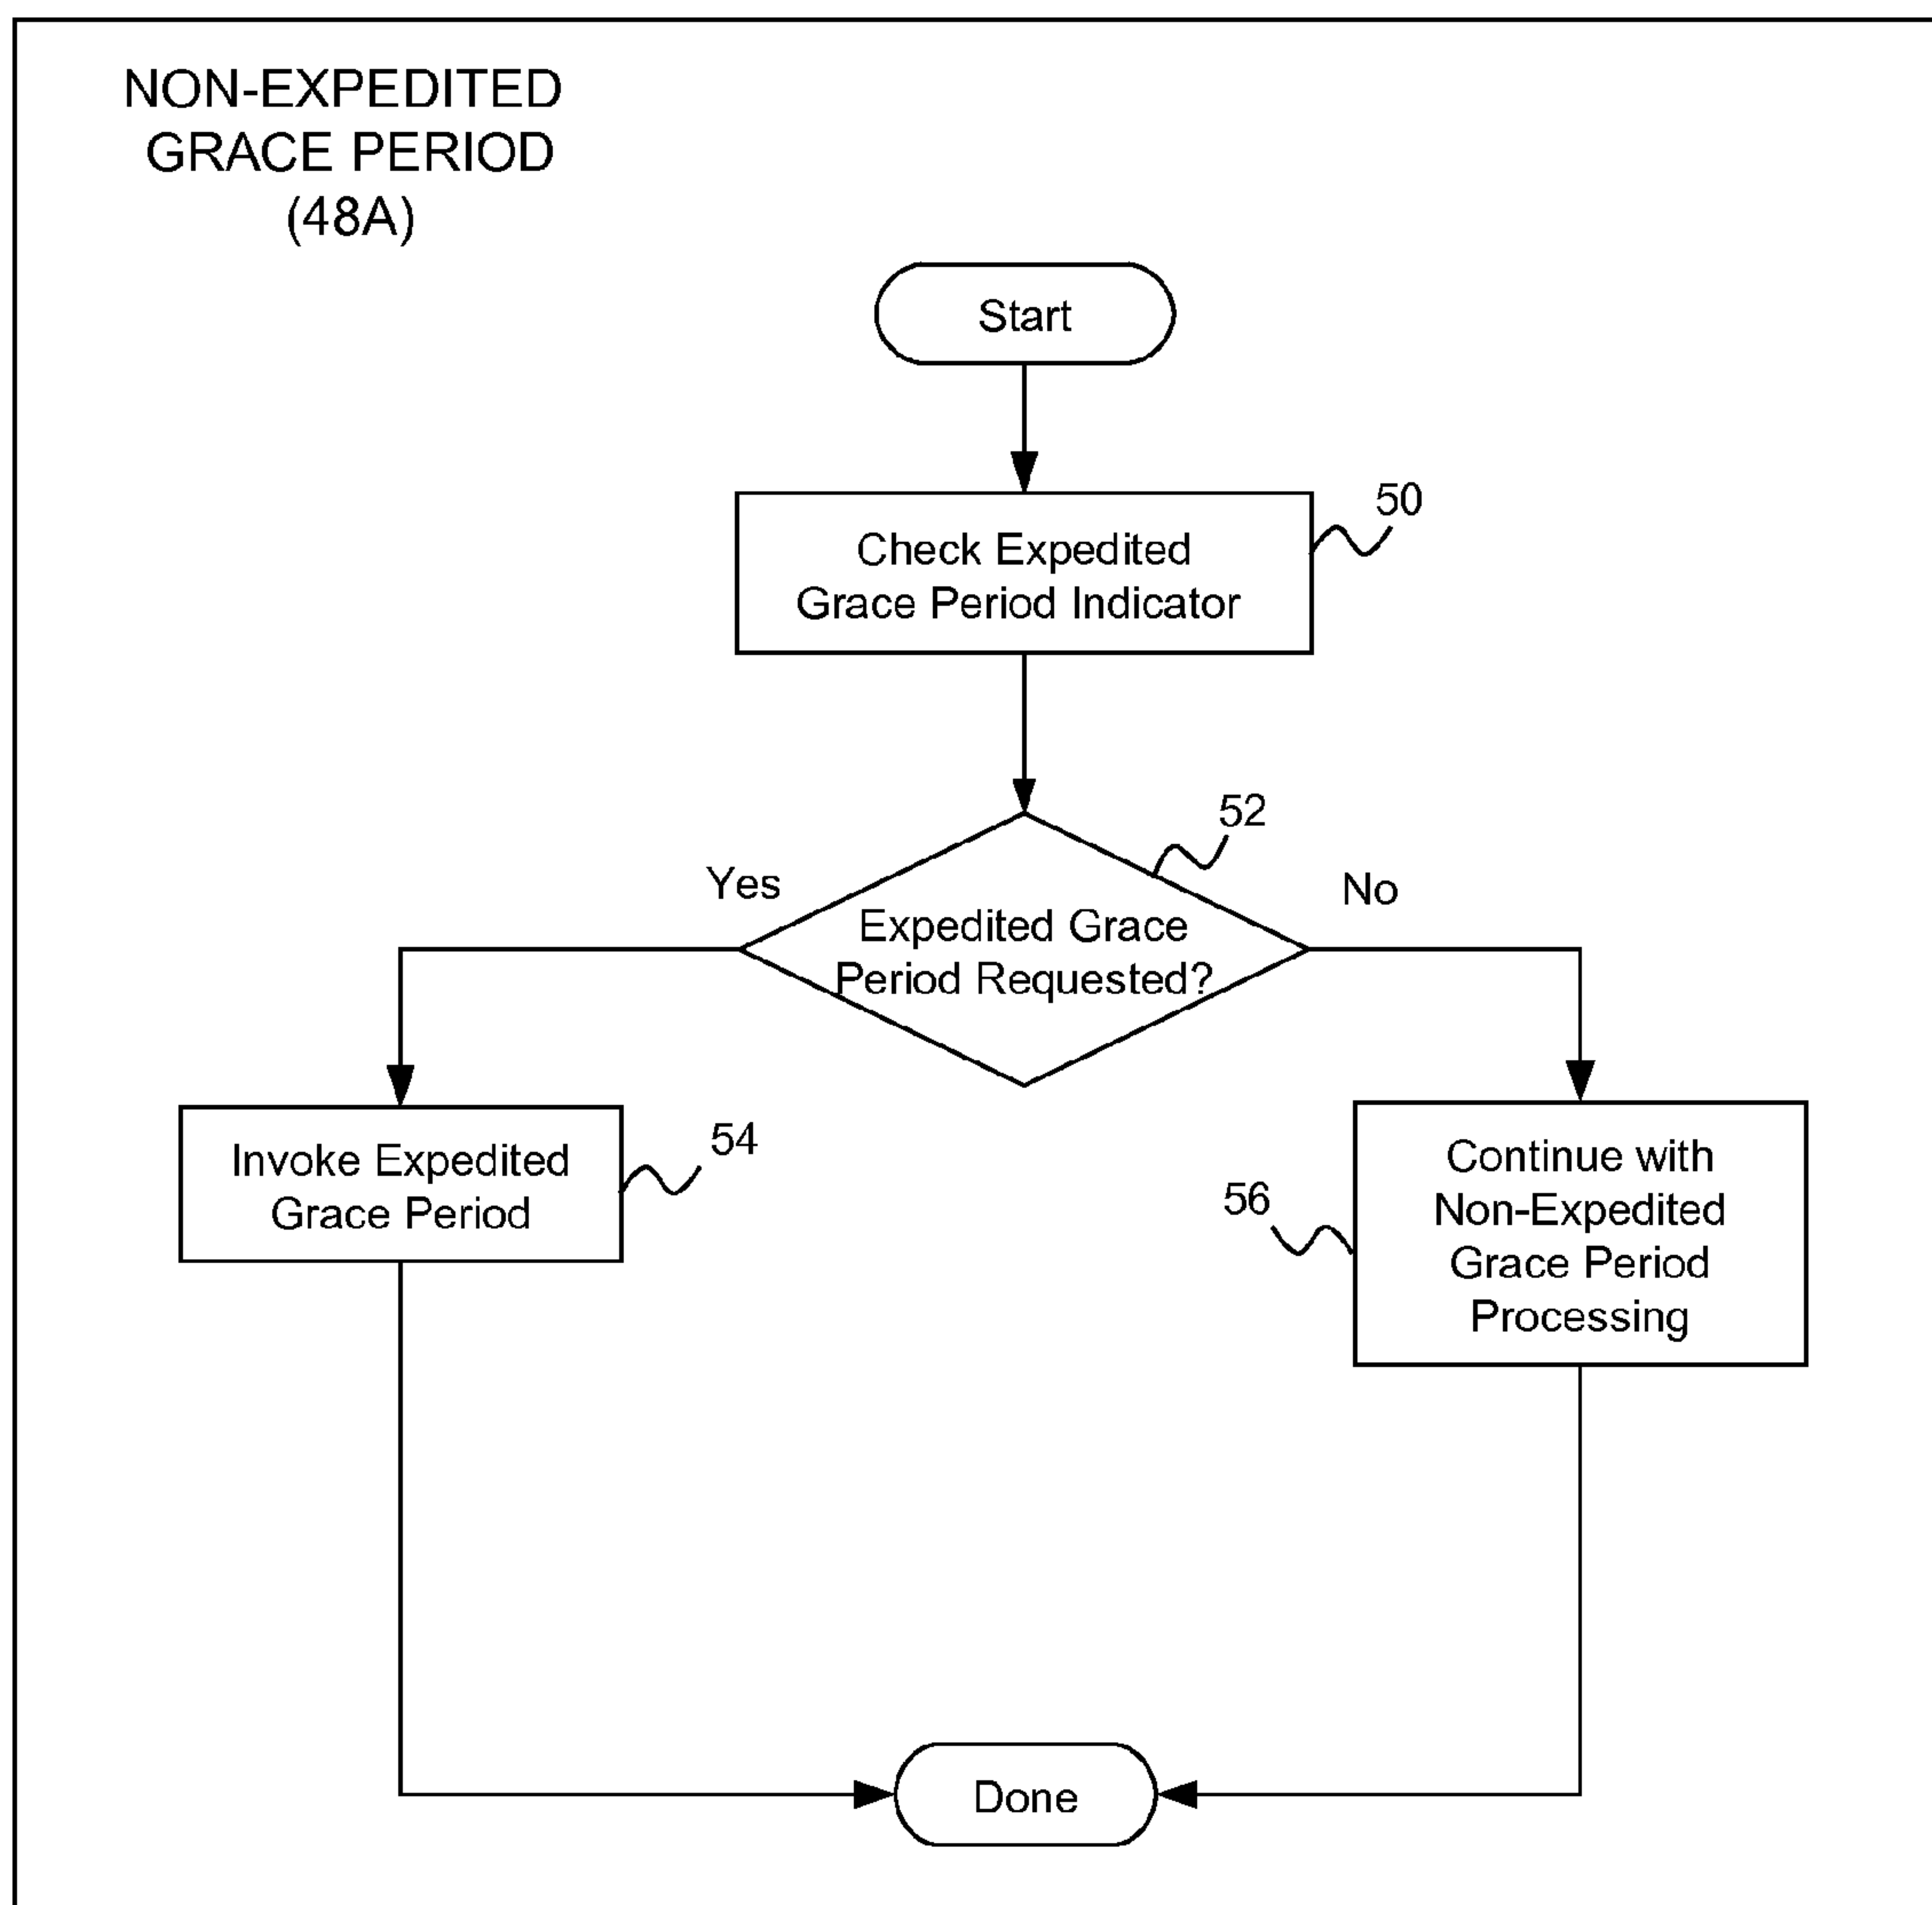 NON-EXPEDITED
GRACE PERIOD
(48A)
Start
Check Expedited
Grace Period Indicator
50
52
Yes
No
Expedited Grace
Period Requested?
Invoke Expedited
Grace Period
54
56
Continue with
Non-Expedited
Grace Period
Processing
Done